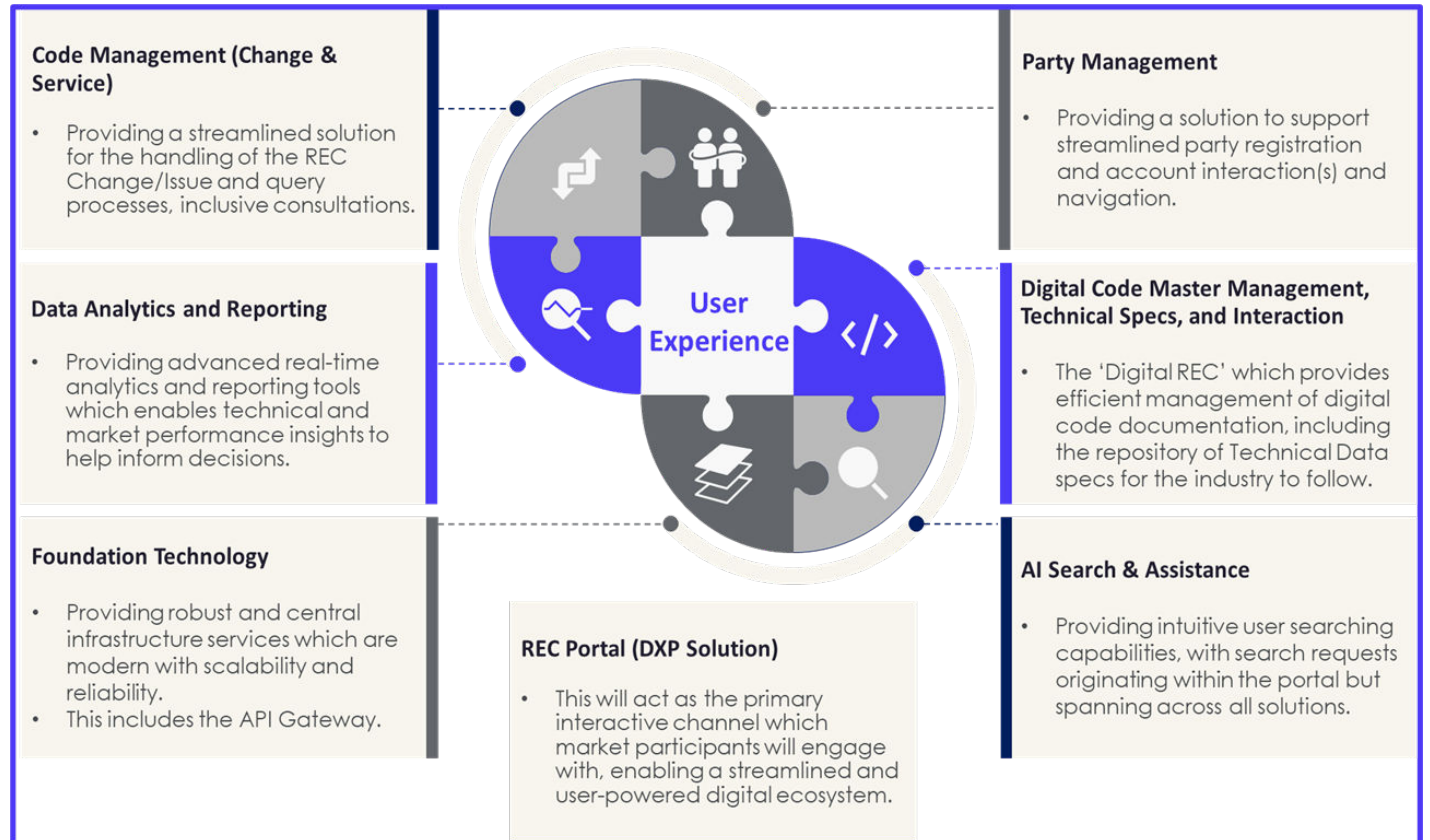 Code Management (Change &
Service)
• Providing a streamlined solution
for the handling of the REC
Change/Issue and query
processes, inclusive consultations.
Data Analytics and Reporting
• Providing advanced real-time
analytics and reporting tools
which enables technical and
market performance insights to
help inform decisions.
Foundation Technology
• Providing robust and central
infrastructure services which are
modern with scalability and
reliability.
• This includes the API Gateway.
User
Experience
</>
REC Portal (DXP Solution)
• This will act as the primary
interactive channel which
market participants will engage
with, enabling a streamlined and
user-powered digital ecosystem.
Party Management
• Providing a solution to support
streamlined party registration
and account interaction(s) and
navigation.
Digital Code Master Management,
Technical Specs, and Interaction
• The ‘Digital REC’ which provides
efficient management of digital
code documentation, including
the repository of Technical Data
specs for the industry to follow.
AI Search & Assistance
• Providing intuitive user searching
capabilities, with search requests
originating within the portal but
spanning across all solutions.